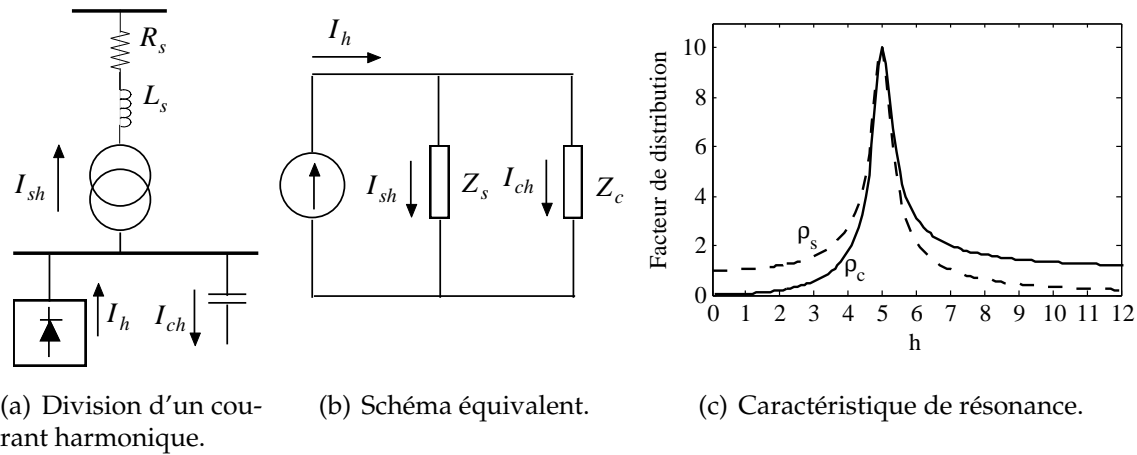 R_s
L_s
I_sh
I_h
I_ch
I_h
I_sh
Z_s
I_ch
Z_c
Facteur de distribution
10
8
6
4
2
0
ρ_s
ρ_c
0 1 2 3 4 5 6 7 8 9 10 11 12
h
(a) Division d'un cou-
rant harmonique.
(b) Schéma équivalent.
(c) Caractéristique de résonance.